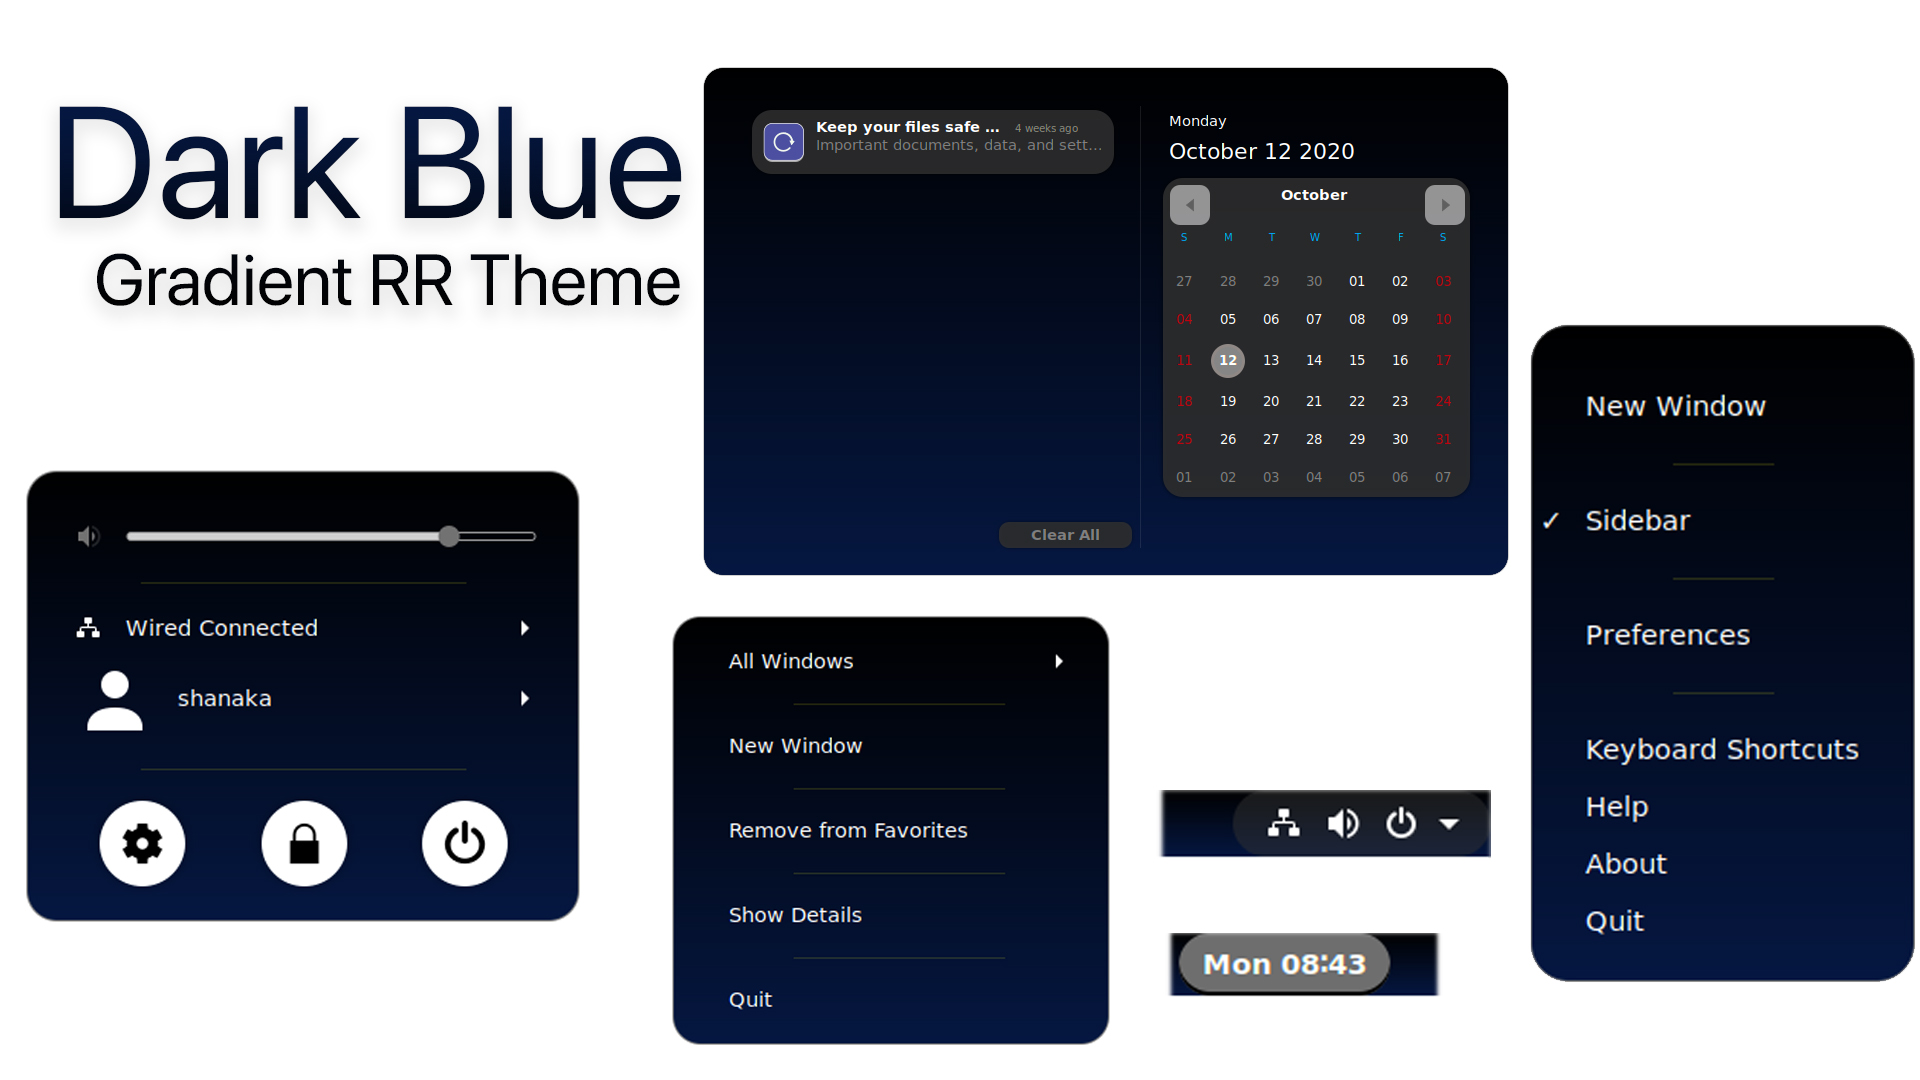 Dark Blue
Gradient RR Theme
Keep your files safe ... 4 weeks ago
Important documents, data, and sett...
Clear All
Monday
October 12 2020
October
S M T W T F S
27 28 29 30 01 02 03
04 05 06 07 08 09 10
11 12 13 14 15 16 17
18 19 20 21 22 23 24
25 26 27 28 29 30 31
01 02 03 04 05 06 07
Wired Connected
shanaka
All Windows
New Window
Remove from Favorites
Show Details
Quit
Mon 08:43
New Window
✓ Sidebar
Preferences
Keyboard Shortcuts
Help
About
Quit